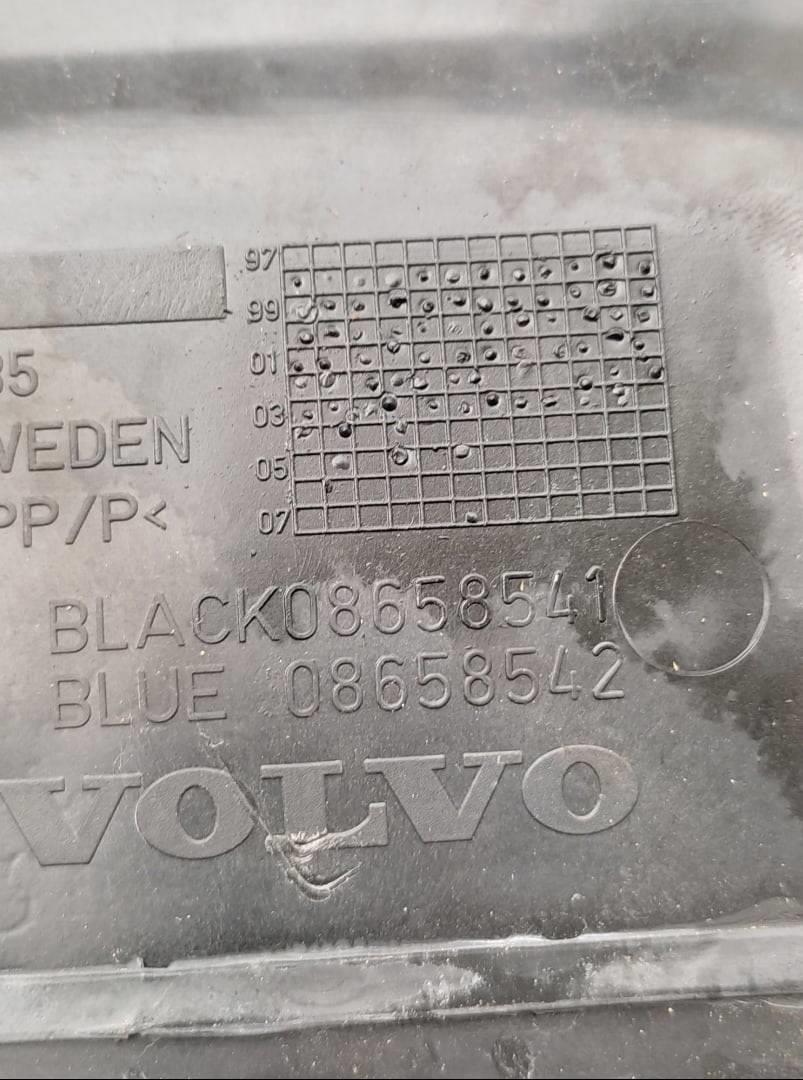 97
99
01
03
05
07
35
WEDEN
PP/P<
BLACK08658541
BLUE 08658542
VOLVO